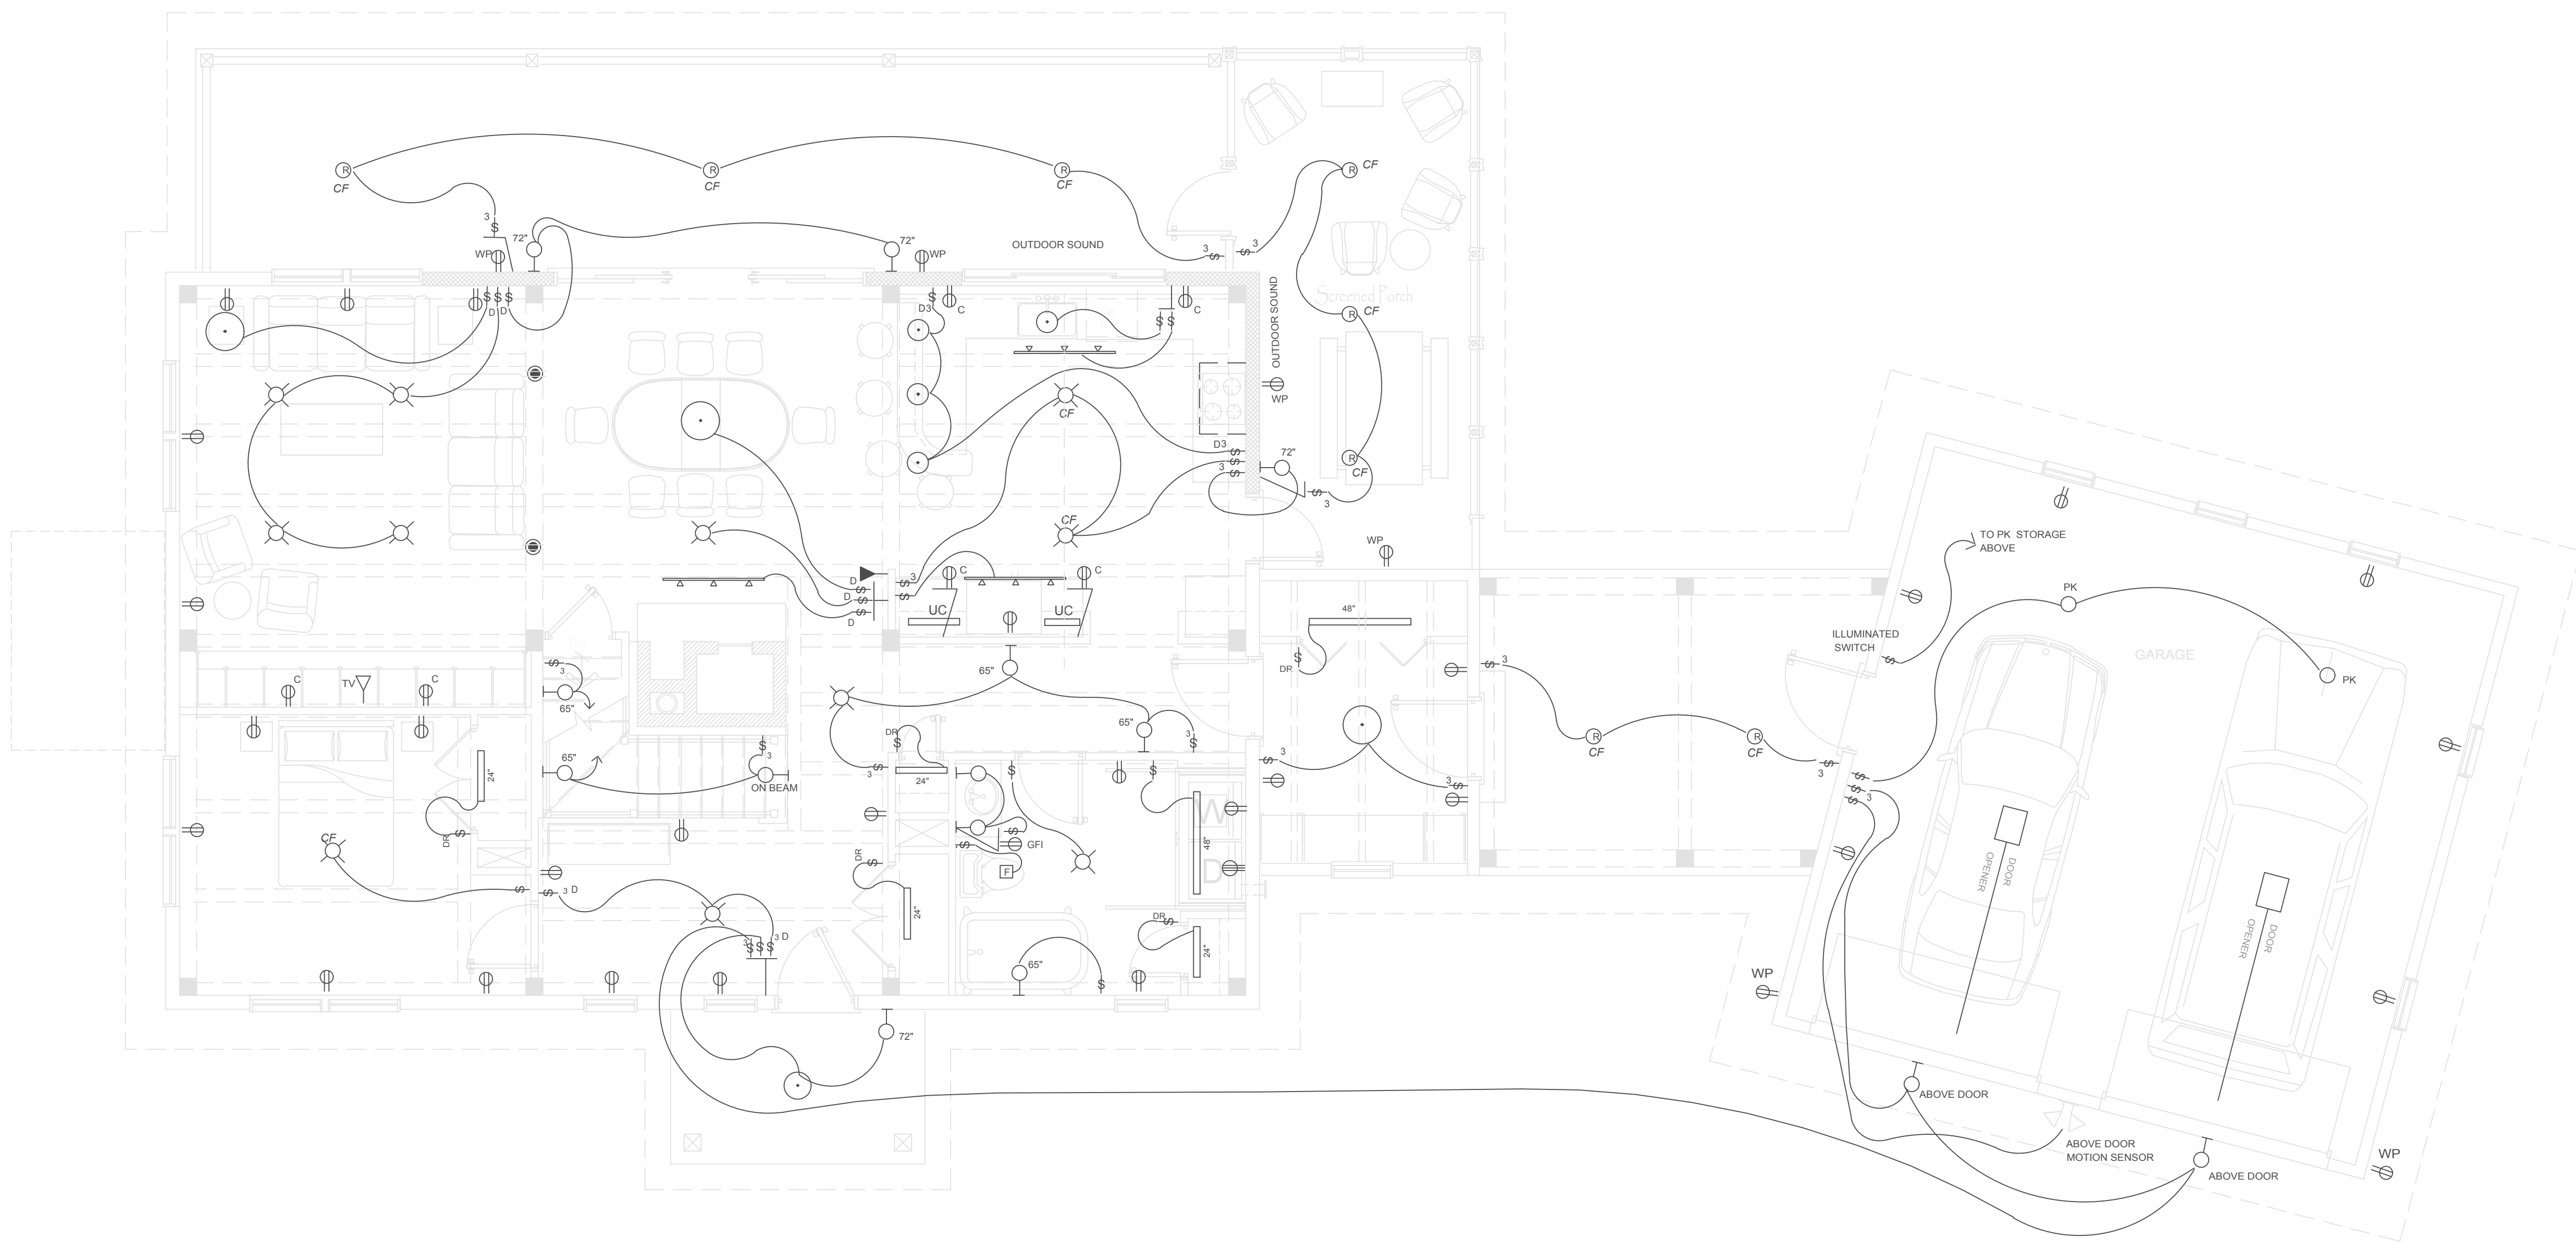 R
R
R
R
CF
CF
CF
CF
3
WP
72"
72"
WP
OUTDOOR SOUND
3
3
S
S
S
OUTDOOR SOUND
Screened Porch
S S S
D D
S
D3
C
S S
C
R
CF
WP
CF
D3
S
S
3
S
72"
R
CF
S
3
CF
WP
TO PK STORAGE
ABOVE
D
S
D
S
S
D
S
3
S
C
C
UC
UC
48"
PK
ILLUMINATED
SWITCH
S
GARAGE
PK
S
3
65"
65"
S
DR
S
3
C
TV
C
65"
DR
S
3
S
65"
S
3
ON BEAM
24"
S
3
24"
S
S
3
S
3
S
R
CF
R
CF
S
3
S
S
3
S
W
48"
D
CF
DR
S
S
GFI
S
F
DR
S
S
S
3 D
24"
3
S S S
3 D
65"
S
DR
S
24"
DOOR
OPENER
DOOR
OPENER
WP
72"
ABOVE DOOR
ABOVE DOOR
MOTION SENSOR
ABOVE DOOR
WP